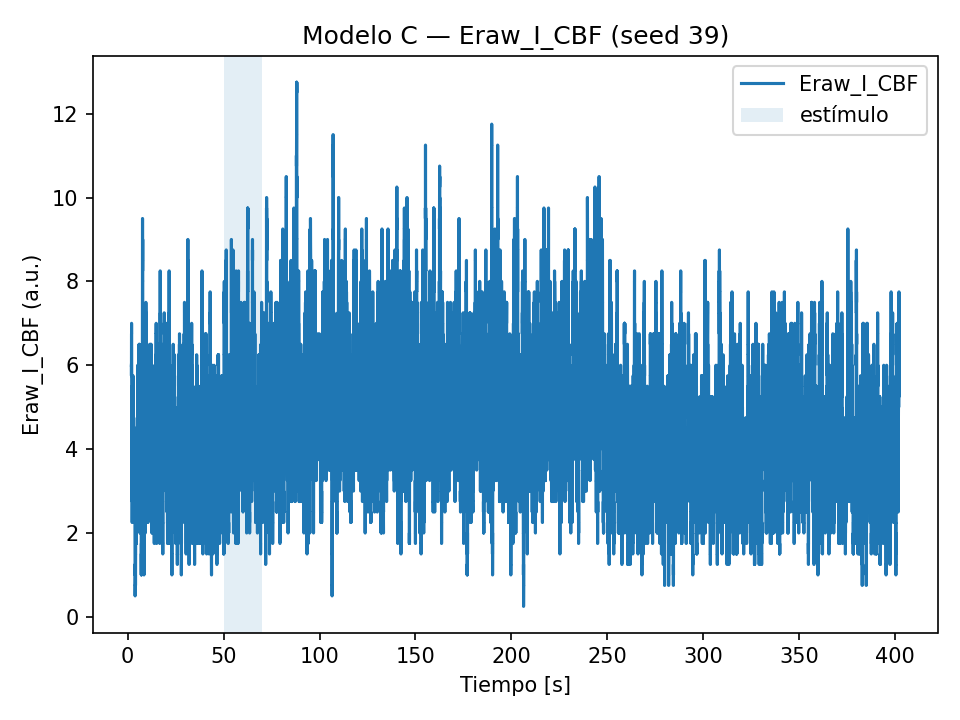 Modelo C — Eraw_I_CBF (seed 39)
Eraw_I_CBF
estímulo
Eraw_I_CBF (a.u.)
12
10
8
6
4
2
0
0 50 100 150 200 250 300 350 400
Tiempo [s]